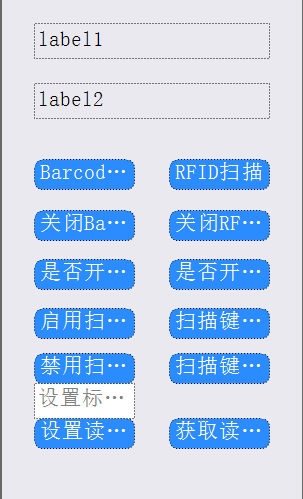 label1
label2
Barcod… RFID扫描
关闭Ba… 关闭RF…
是否开… 是否开…
启用扫… 扫描键…
禁用扫… 扫描键…
设置标…
设置读… 获取读…